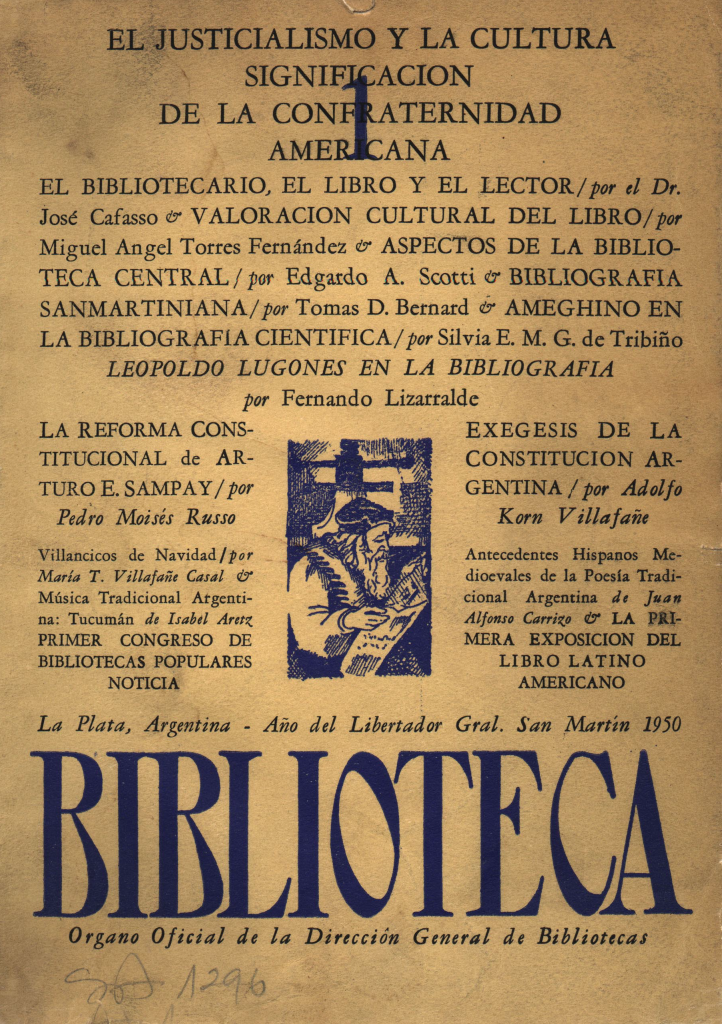 EL JUSTICIALISMO Y LA CULTURA
SIGNIFICACION
DE LA CONFRATERNIDAD
AMERICANA
1
EL BIBLIOTECARIO, EL LIBRO Y EL LECTOR/por el Dr.
José Cafasso & VALORACION CULTURAL DEL LIBRO/por
Miguel Angel Torres Fernández & ASPECTOS DE LA BIBLIO-
TECA CENTRAL/por Edgardo A. Scotti & BIBLIOGRAFIA
SANMARTINIANA/por Tomas D. Bernard & AMEGHINO EN
LA BIBLIOGRAFIA CIENTIFICA/por Silvia E. M. G. de Tribiño
LEOPOLDO LUGONES EN LA BIBLIOGRAFIA
por Fernando Lizarralde
LA REFORMA CONS-
TITUCIONAL de AR-
TURO E. SAMPAY/por
Pedro Moisés Russo
Villancicos de Navidad/por
María T. Villafañe Casal &
Música Tradicional Argenti-
na: Tucumán de Isabel Aretz
PRIMER CONGRESO DE
BIBLIOTECAS POPULARES
NOTICIA
EXEGESIS DE LA
CONSTITUCION AR-
GENTINA/por Adolfo
Korn Villafañe
Antecedentes Hispanos Me-
dioevales de la Poesía Tradi-
cional Argentina de Juan
Alfonso Carrizo & LA PRI-
MERA EXPOSICION DEL
LIBRO LATINO
AMERICANO
La Plata, Argentina - Año del Libertador Gral. San Martín 1950
BIBLIOTECA
Organo Oficial de la Dirección General de Bibliotecas
1296